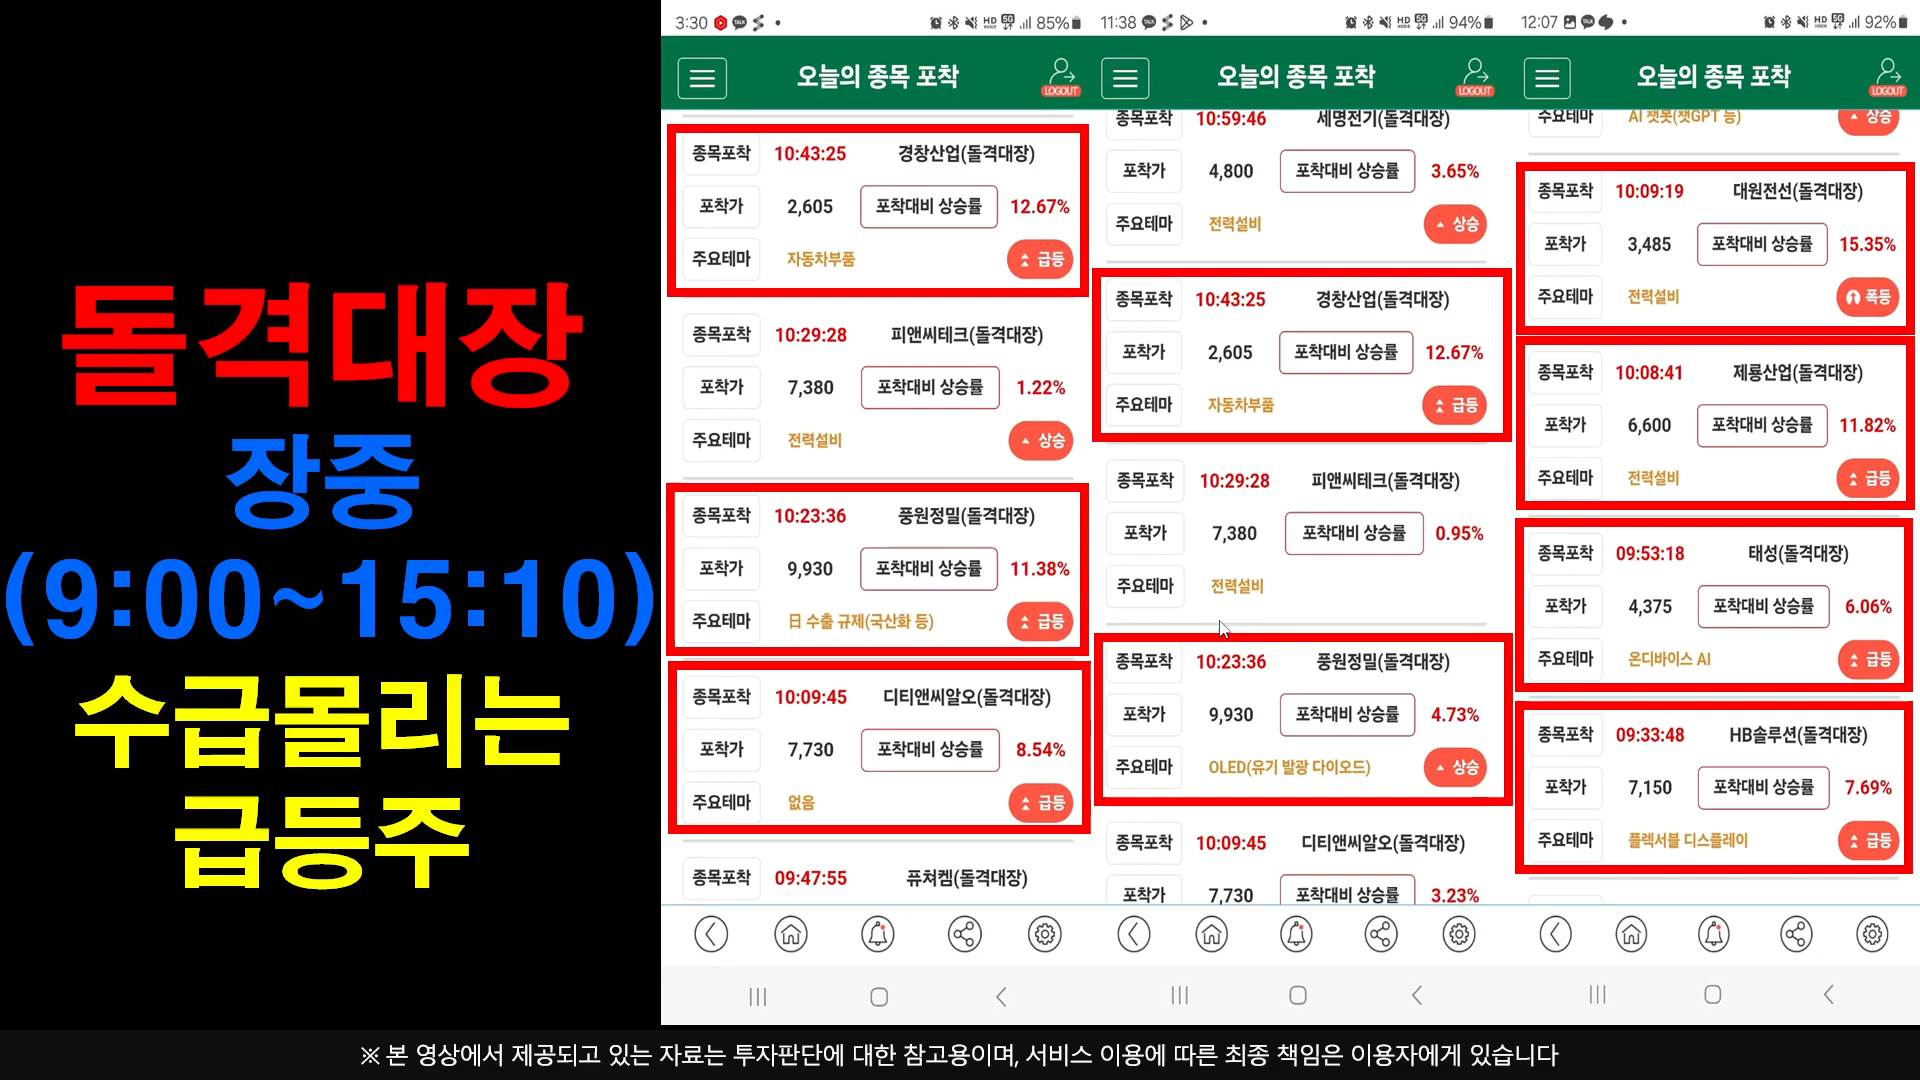 돌격대장
장중
(9:00~15:10)
수급몰리는
급등주
3:30 85%
오늘의 종목 포착
LOGOUT
종목포착 10:43:25 경창산업(돌격대장)
포착가 2,605 포착대비 상승률 12.67%
주요테마 자동차부품 급등
종목포착 10:29:28 피앤씨테크(돌격대장)
포착가 7,380 포착대비 상승률 1.22%
주요테마 전력설비 상승
종목포착 10:23:36 풍원정밀(돌격대장)
포착가 9,930 포착대비 상승률 11.38%
주요테마 日 수출 규제(국산화 등) 급등
종목포착 10:09:45 디티앤씨알오(돌격대장)
포착가 7,730 포착대비 상승률 8.54%
주요테마 없음 급등
종목포착 09:47:55 퓨쳐켐(돌격대장)
11:38 94%
오늘의 종목 포착
LOGOUT
종목포착 10:59:46 세명전기(돌격대장)
포착가 4,800 포착대비 상승률 3.65%
주요테마 전력설비 상승
종목포착 10:43:25 경창산업(돌격대장)
포착가 2,605 포착대비 상승률 12.67%
주요테마 자동차부품 급등
종목포착 10:29:28 피앤씨테크(돌격대장)
포착가 7,380 포착대비 상승률 0.95%
주요테마 전력설비
종목포착 10:23:36 풍원정밀(돌격대장)
포착가 9,930 포착대비 상승률 4.73%
주요테마 OLED(유기 발광 다이오드) 상승
종목포착 10:09:45 디티앤씨알오(돌격대장)
포착가 7,730 포착대비 상승률 3.23%
12:07 92%
오늘의 종목 포착
LOGOUT
주요테마 AI 챗봇(챗GPT 등) 상승
종목포착 10:09:19 대원전선(돌격대장)
포착가 3,485 포착대비 상승률 15.35%
주요테마 전력설비 폭등
종목포착 10:08:41 제룡산업(돌격대장)
포착가 6,600 포착대비 상승률 11.82%
주요테마 전력설비 급등
종목포착 09:53:18 태성(돌격대장)
포착가 4,375 포착대비 상승률 6.06%
주요테마 온디바이스 AI 급등
종목포착 09:33:48 HB솔루션(돌격대장)
포착가 7,150 포착대비 상승률 7.69%
주요테마 플렉서블 디스플레이 급등
※ 본 영상에서 제공되고 있는 자료는 투자판단에 대한 참고용이며, 서비스 이용에 따른 최종 책임은 이용자에게 있습니다